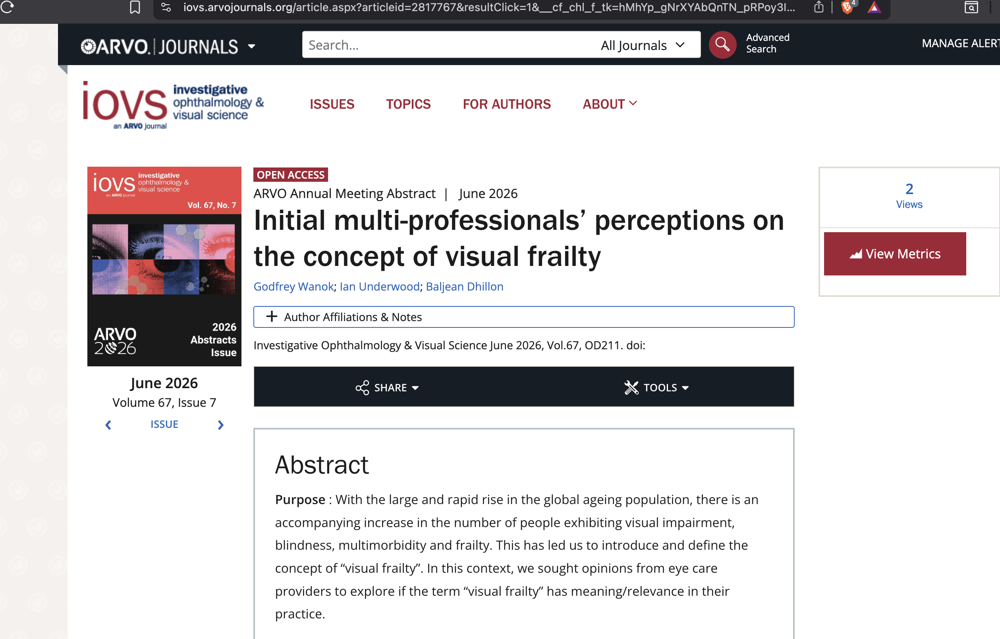 iovs.arvojournals.org/article.aspx?articleid=2817767&resultClick=1&__cf_chl_f_tk=hMhYp_gNrXYAbQnTN_pRPoy3I...
4
ARVO. JOURNALS
Search...
All Journals
Advanced
Search
MANAGE ALERT
iovs
investigative
ophthalmology &
visual science
an ARVO journal
ISSUES
TOPICS
FOR AUTHORS
ABOUT
iovs
investigative
ophthalmology &
visual science
an ARVO journal
Vol. 67, No. 7
ARVO
2026
2026
Abstracts
Issue
June 2026
Volume 67, Issue 7
ISSUE
OPEN ACCESS
ARVO Annual Meeting Abstract | June 2026
Initial multi-professionals’ perceptions on
the concept of visual frailty
Godfrey Wanok; Ian Underwood; Baljean Dhillon
+ Author Affiliations & Notes
Investigative Ophthalmology & Visual Science June 2026, Vol.67, OD211. doi:
SHARE
TOOLS
2
Views
View Metrics
Abstract
Purpose : With the large and rapid rise in the global ageing population, there is an
accompanying increase in the number of people exhibiting visual impairment,
blindness, multimorbidity and frailty. This has led us to introduce and define the
concept of “visual frailty”. In this context, we sought opinions from eye care
providers to explore if the term “visual frailty” has meaning/relevance in their
practice.